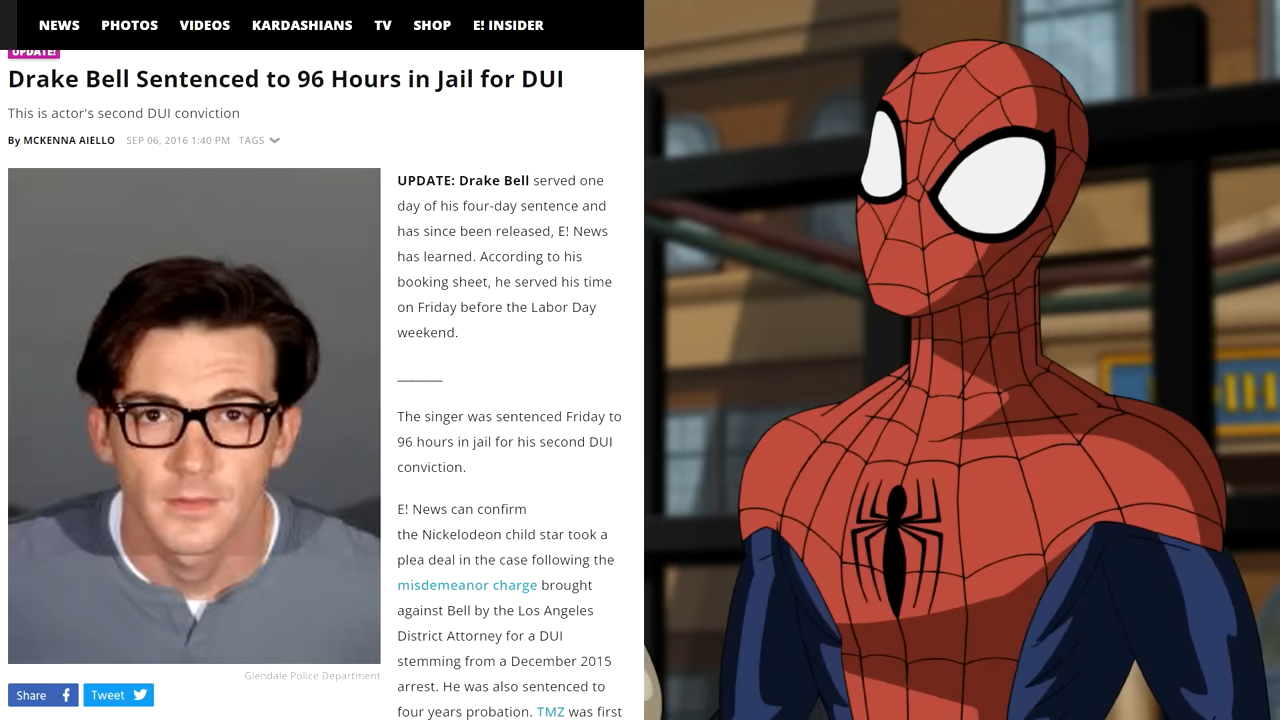 NEWS PHOTOS VIDEOS KARDASHIANS TV SHOP E! INSIDER
UPDATE!
Drake Bell Sentenced to 96 Hours in Jail for DUI
This is actor's second DUI conviction
By MCKENNA AIELLO SEP 06, 2016 1:40 PM TAGS
UPDATE: Drake Bell served one
day of his four-day sentence and
has since been released, E! News
has learned. According to his
booking sheet, he served his time
on Friday before the Labor Day
weekend.
________
The singer was sentenced Friday to
96 hours in jail for his second DUI
conviction.
E! News can confirm
the Nickelodeon child star took a
plea deal in the case following the
misdemeanor charge brought
against Bell by the Los Angeles
District Attorney for a DUI
stemming from a December 2015
arrest. He was also sentenced to
four years probation. TMZ was first
Glendale Police Department
Share
Tweet